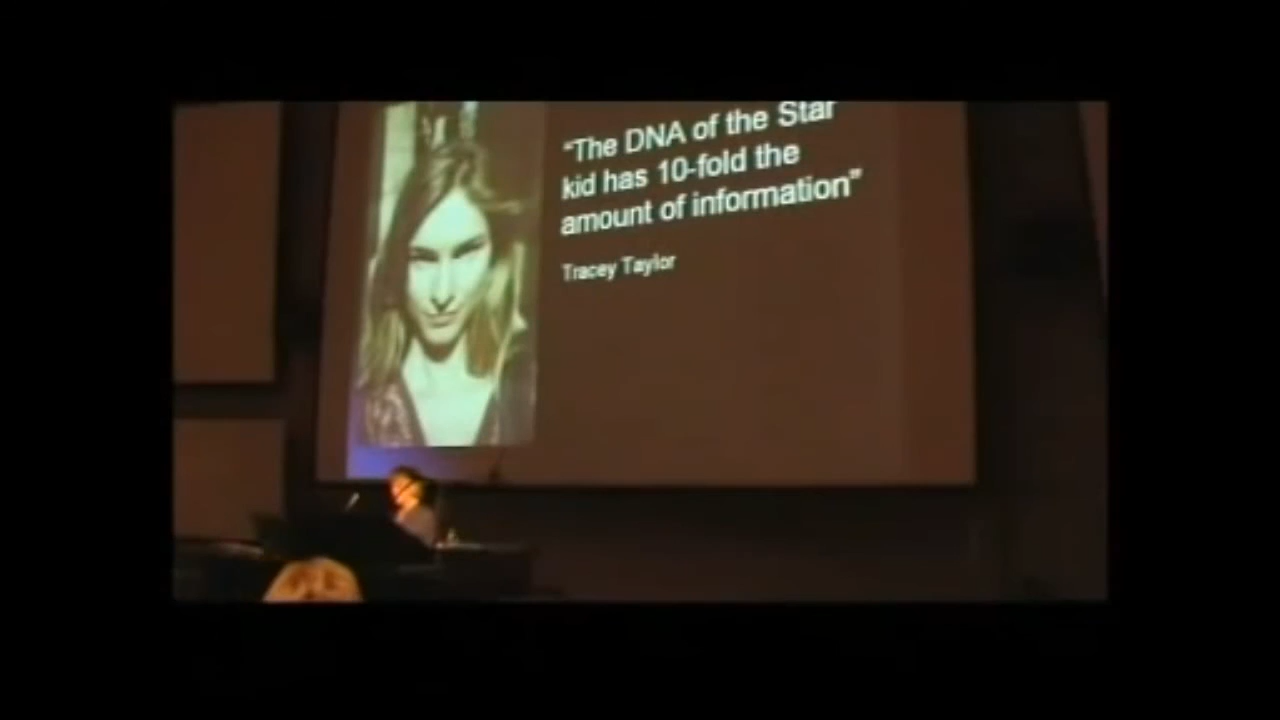 “The DNA of the Star
kid has 10-fold the
amount of information”
Tracey Taylor